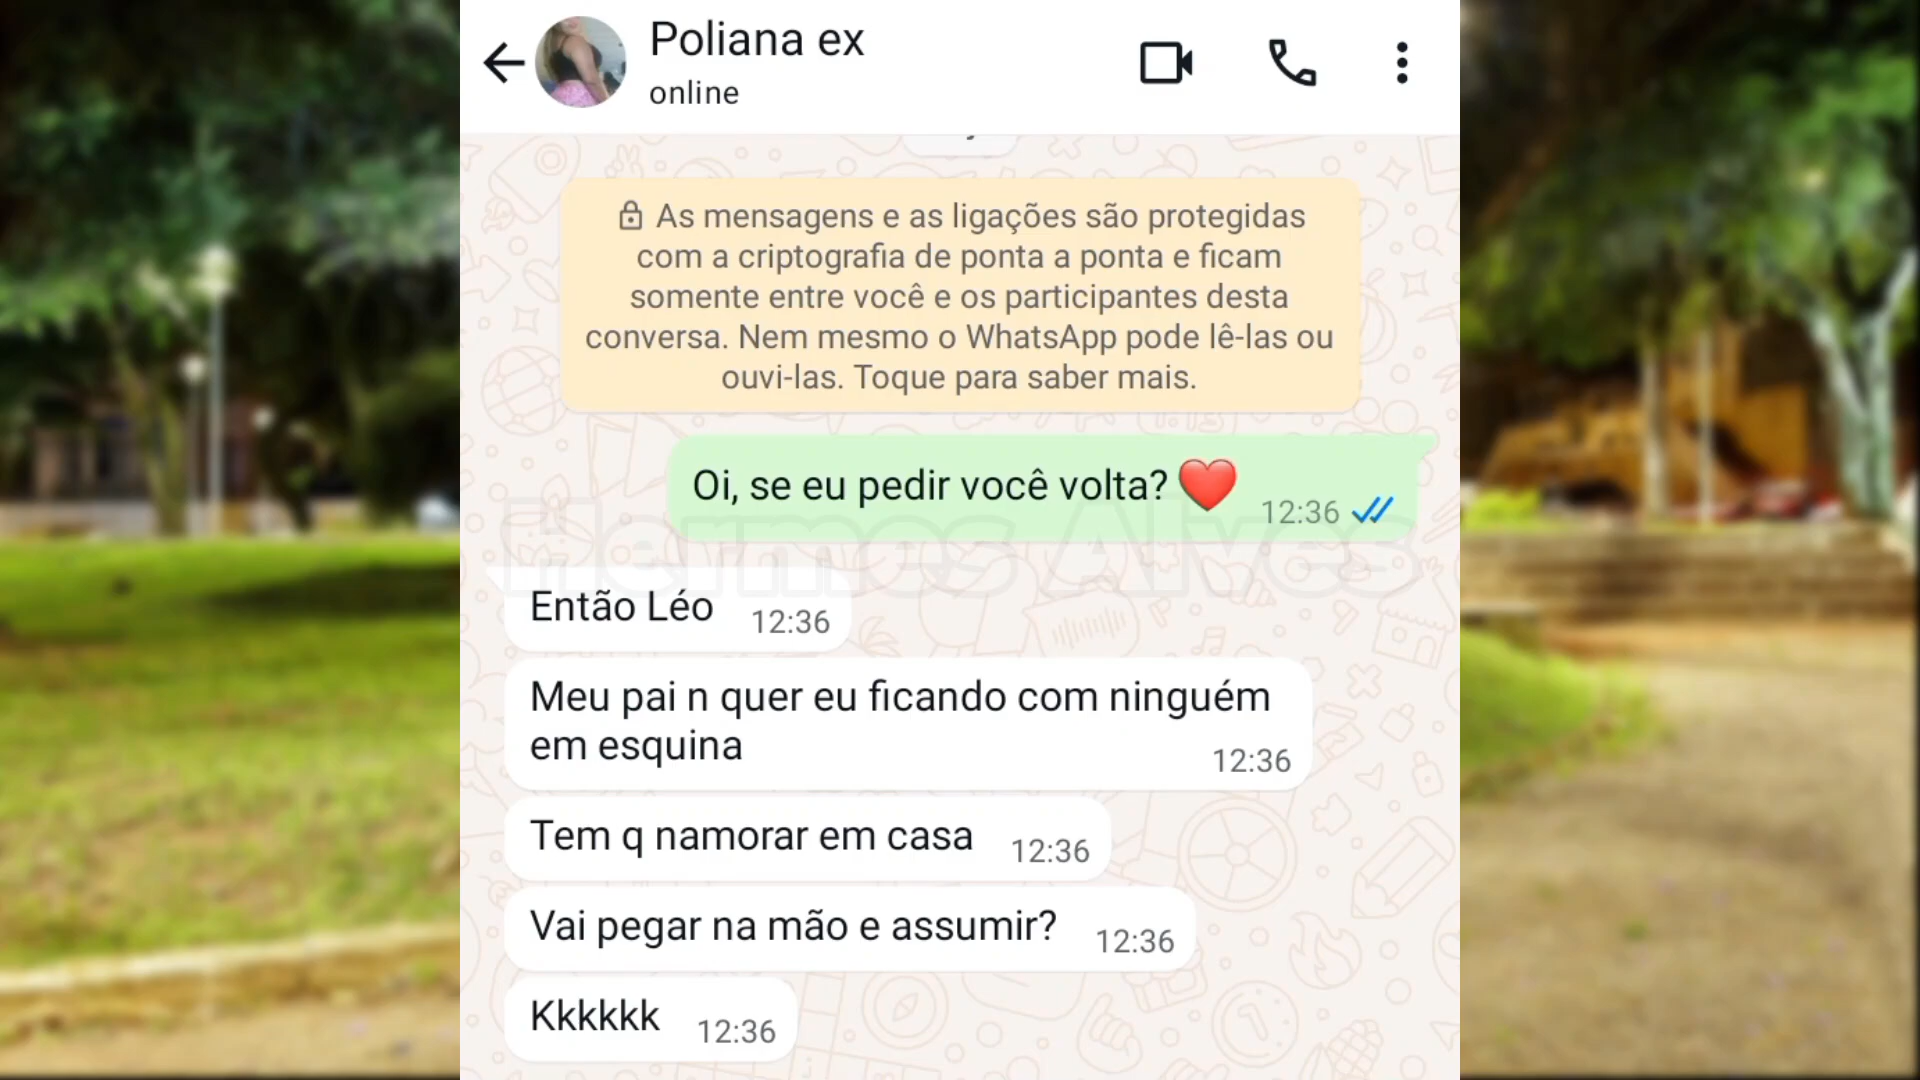 Poliana ex
online
As mensagens e as ligações são protegidas
com a criptografia de ponta a ponta e ficam
somente entre você e os participantes desta
conversa. Nem mesmo o WhatsApp pode lê-las ou
ouvi-las. Toque para saber mais.
Oi, se eu pedir você volta? ❤️
12:36
Hermes Alves
Então Léo 12:36
Meu pai n quer eu ficando com ninguém
em esquina 12:36
Tem q namorar em casa 12:36
Vai pegar na mão e assumir? 12:36
Kkkkkk 12:36